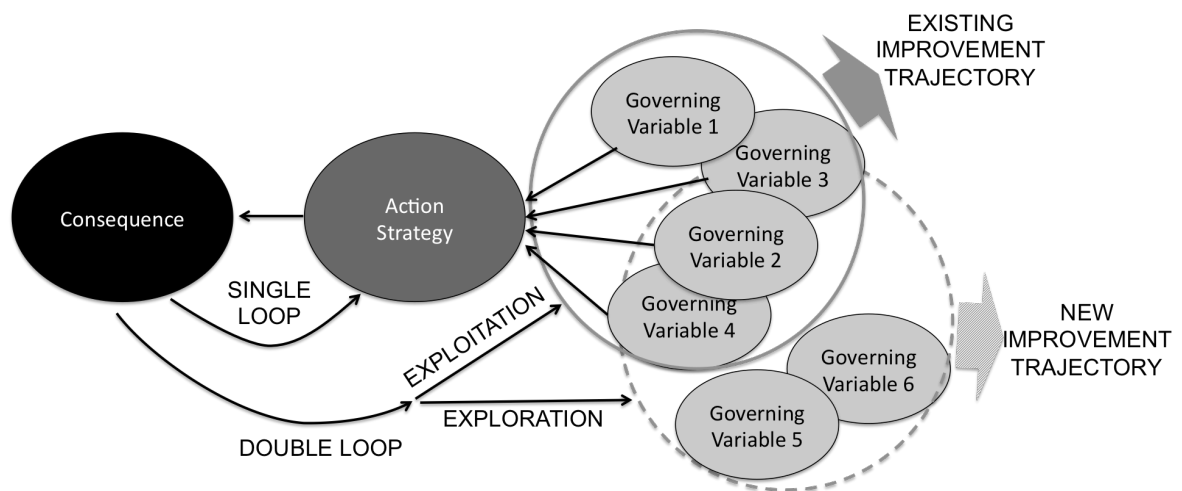 EXISTING
IMPROVEMENT
TRAJECTORY
Governing
Variable 1
Governing
Variable 3
Consequence
Action
Strategy
Governing
Variable 2
SINGLE
LOOP
EXPLOITATION
Governing
Variable 4
NEW
IMPROVEMENT
TRAJECTORY
Governing
Variable 6
EXPLORATION
Governing
Variable 5
DOUBLE LOOP